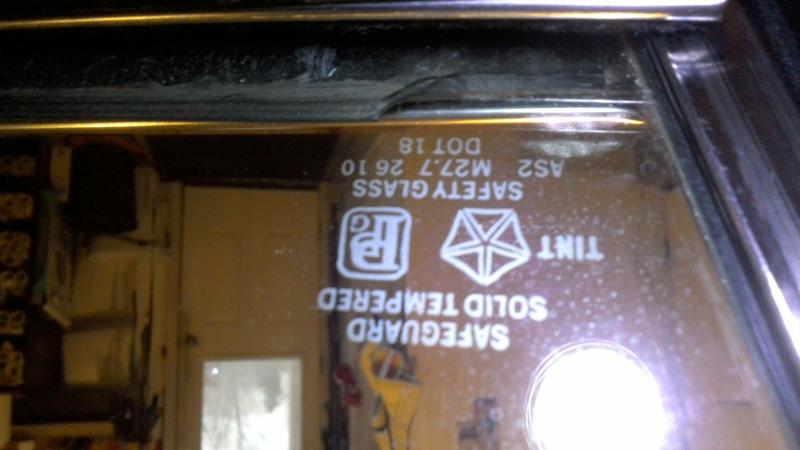 SAFEGUARD
SOLID TEMPERED
TINT
SAFETY GLASS
AS2 M27.7 26 10
DOT 18